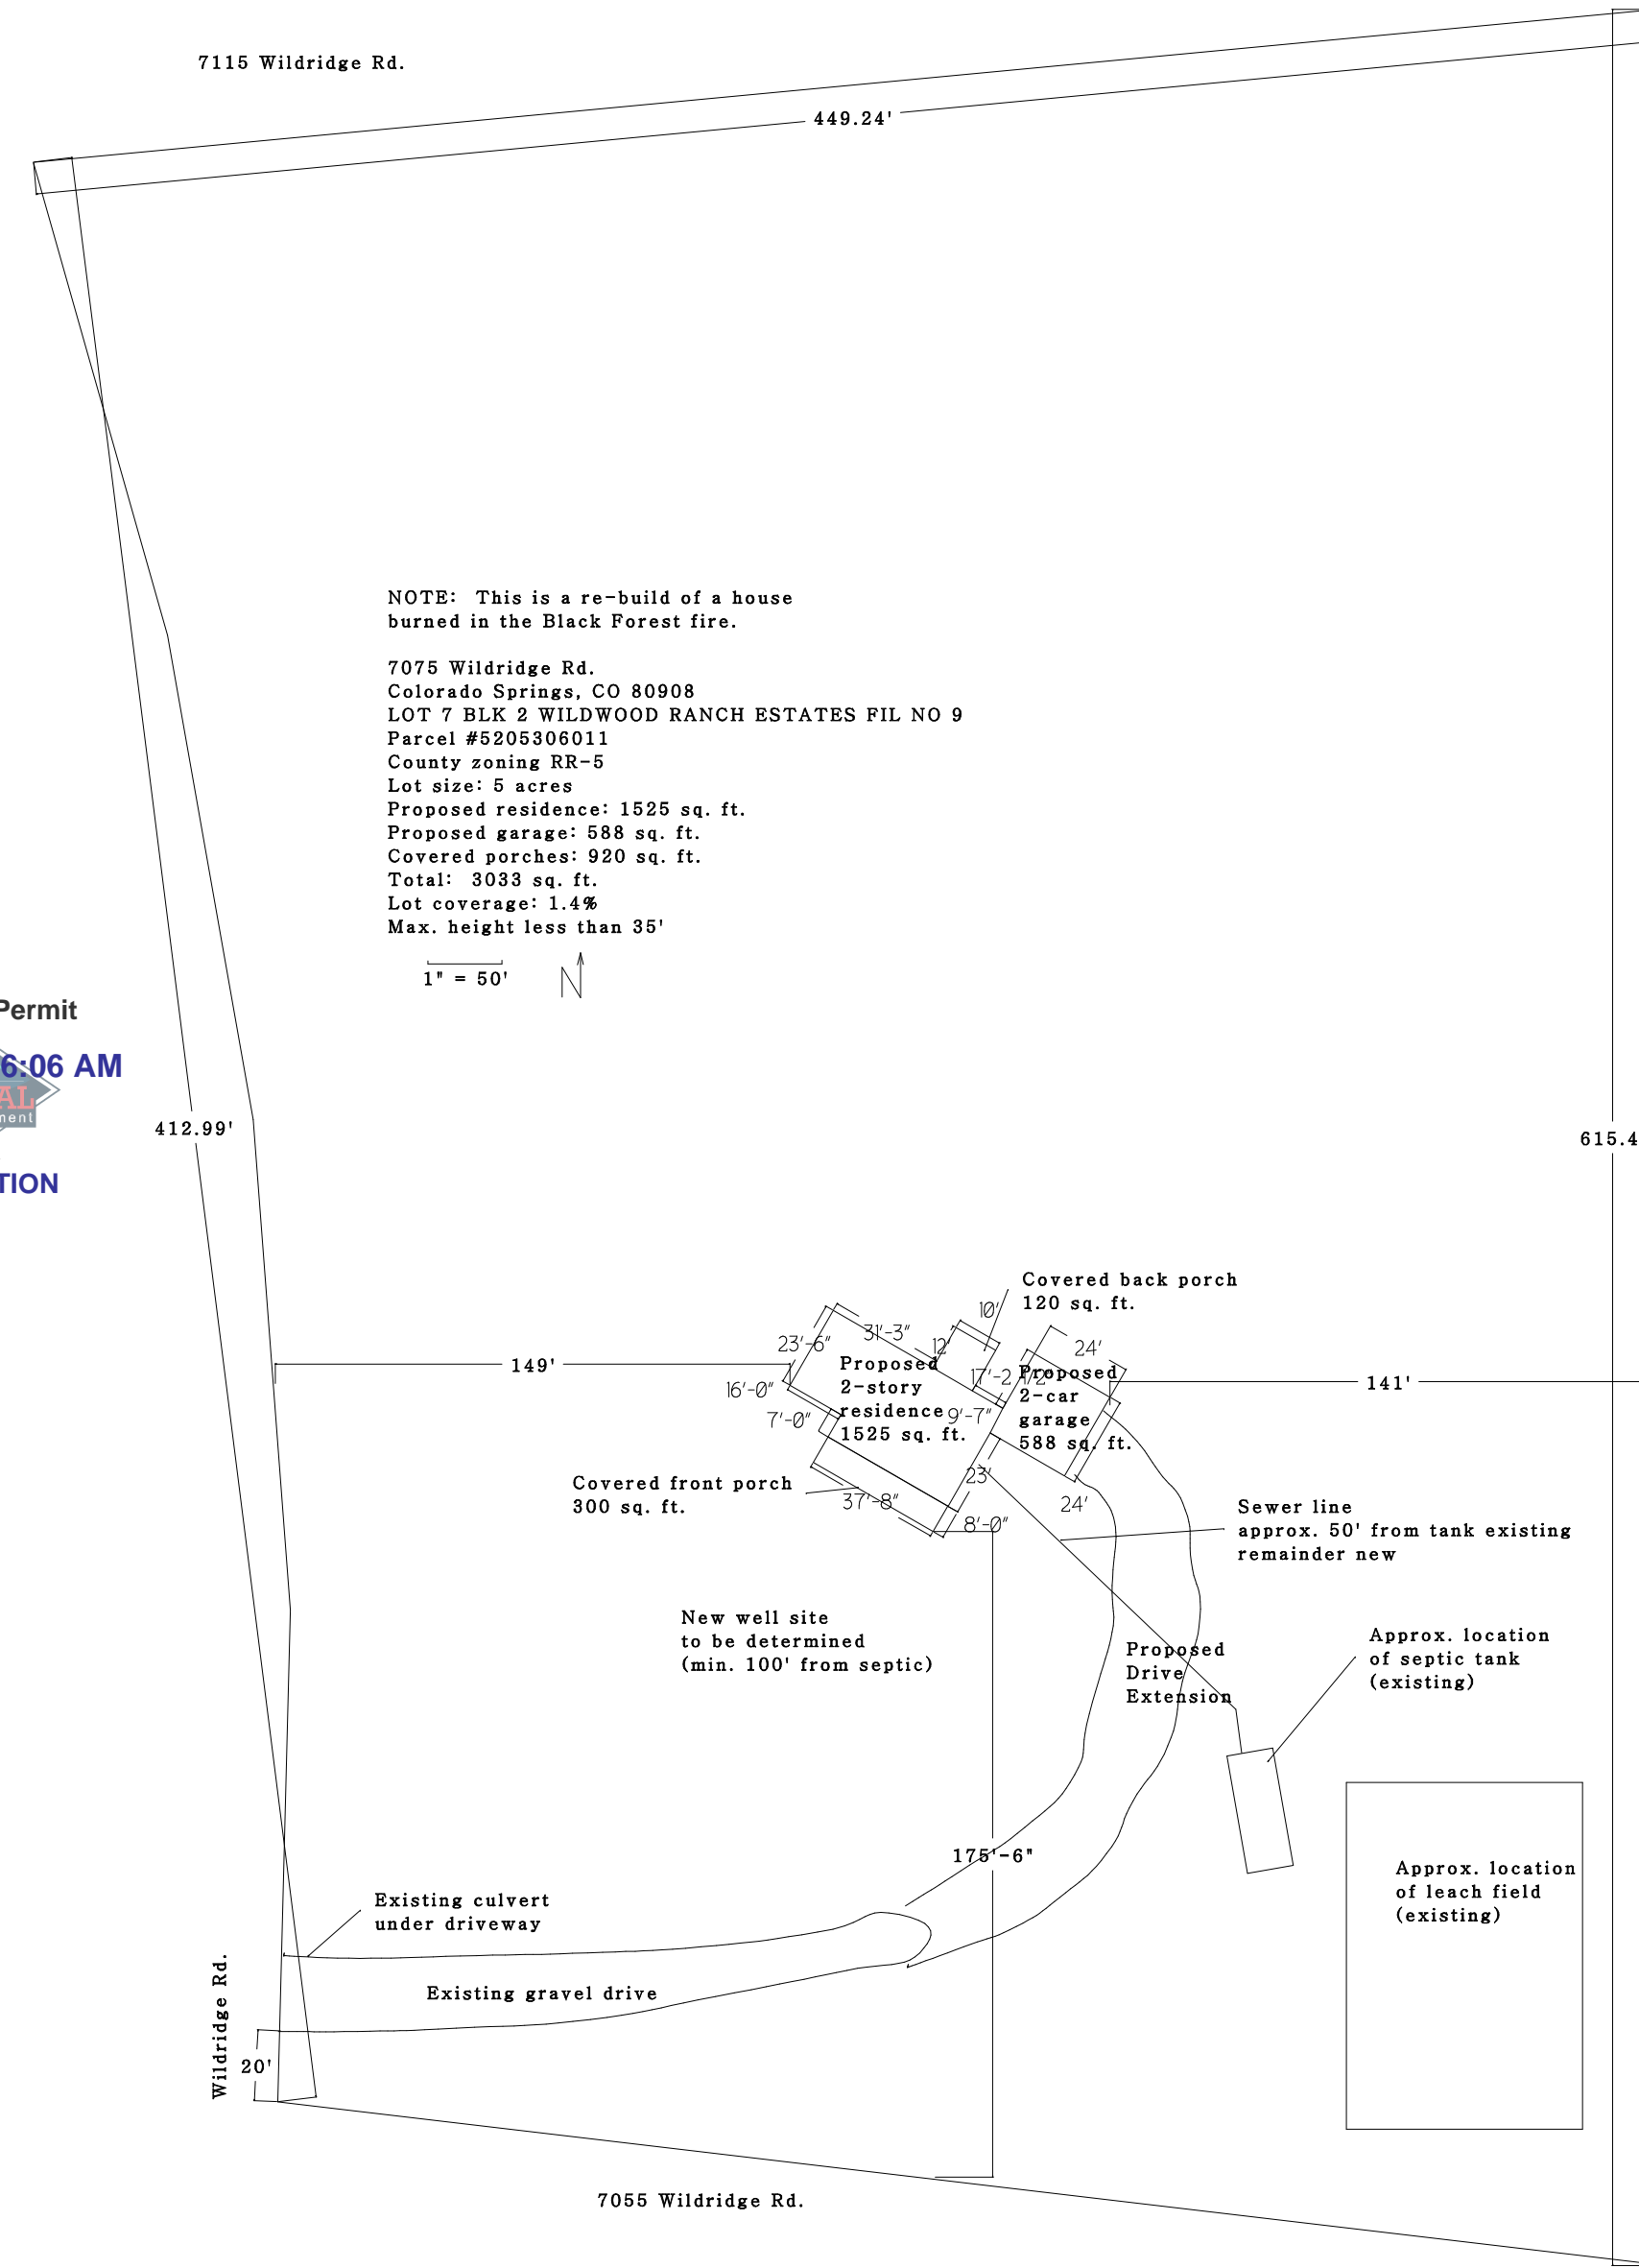 7115 Wildridge Rd.
449.24'
NOTE: This is a re-build of a house
burned in the Black Forest fire.
7075 Wildridge Rd.
Colorado Springs, CO 80908
LOT 7 BLK 2 WILDWOOD RANCH ESTATES FIL NO 9
Parcel #5205306011
County zoning RR-5
Lot size: 5 acres
Proposed residence: 1525 sq. ft.
Proposed garage: 588 sq. ft.
Covered porches: 920 sq. ft.
Total: 3033 sq. ft.
Lot coverage: 1.4%
Max. height less than 35'
1" = 50'
N
Permit
6:06 AM
AL
ment
TION
412.99'
615.4
Covered back porch
120 sq. ft.
10'
31'-3"
12'
23'-6"
24'
149'
Proposed
2-story
residence
1525 sq. ft.
17'-2 1/2"
Proposed
2-car
garage
588 sq. ft.
141'
16'-0"
7'-0"
9'-7"
23'
Covered front porch
300 sq. ft.
37'-8"
8'-0"
24'
Sewer line
approx. 50' from tank existing
remainder new
New well site
to be determined
(min. 100' from septic)
Proposed
Drive
Extension
Approx. location
of septic tank
(existing)
175'-6"
Approx. location
of leach field
(existing)
Existing culvert
under driveway
Existing gravel drive
Wildridge Rd.
20'
7055 Wildridge Rd.